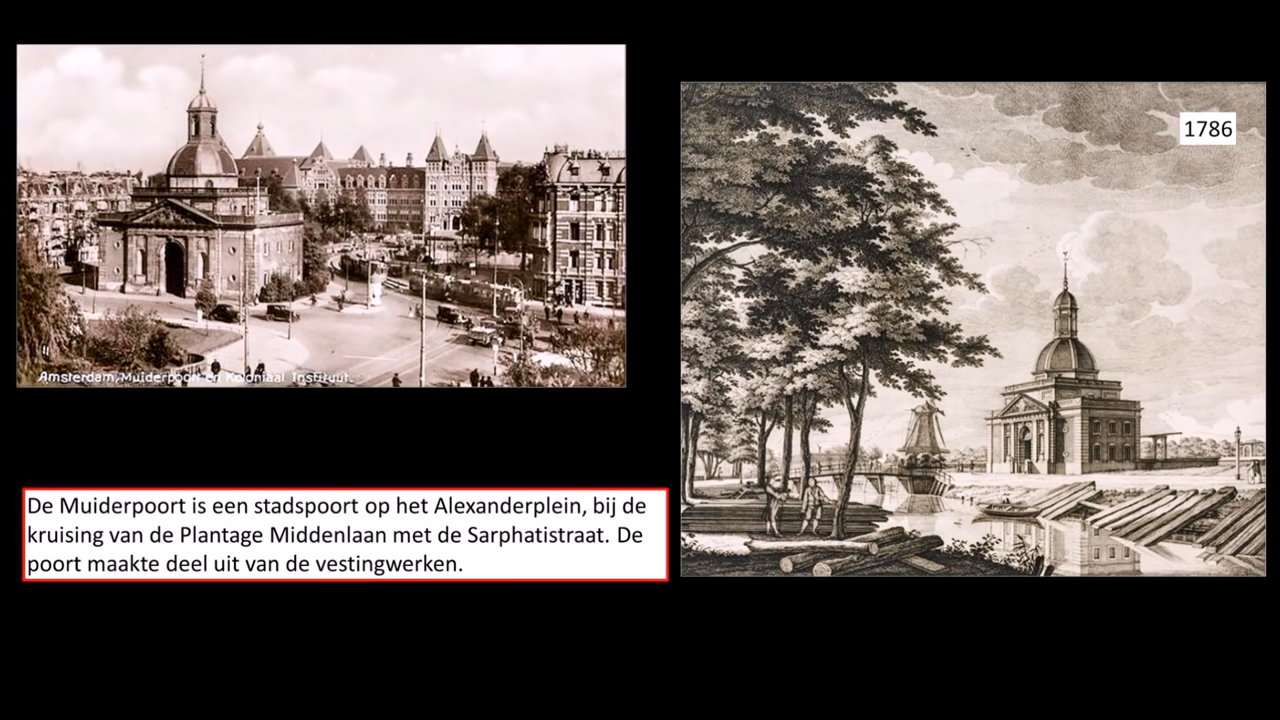 Amsterdam, Muiderpoort en Koloniaal Instituut.
1786
De Muiderpoort is een stadspoort op het Alexanderplein, bij de
kruising van de Plantage Middenlaan met de Sarphatistraat. De
poort maakte deel uit van de vestingwerken.